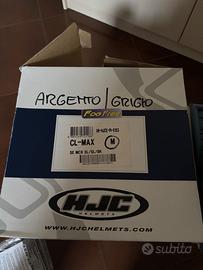 ARGENTO/GRIGIO
CL-MAX
M
HJC
HELMETS
WWW.HJCHELMETS.COM
subito